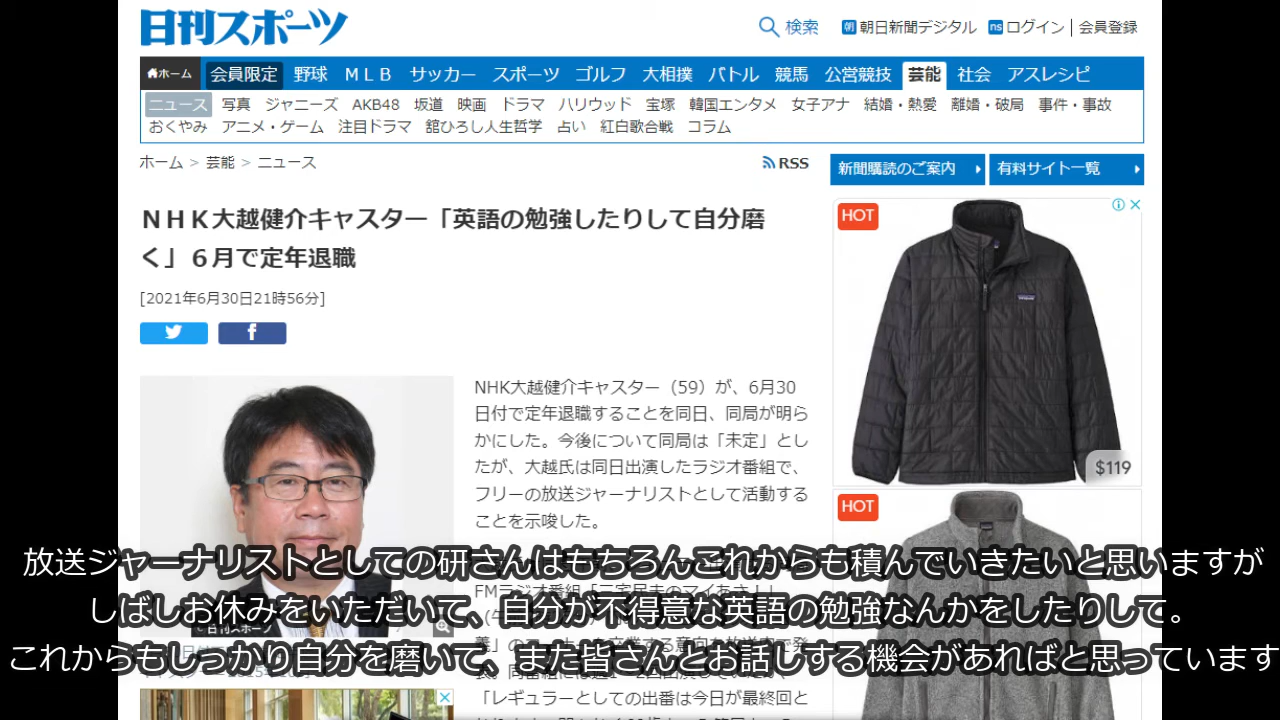 日刊スポーツ
検索 朝日新聞デジタル ログイン | 会員登録
ホーム 会員限定 野球 ＭＬＢ サッカー スポーツ ゴルフ 大相撲 バトル 競馬 公営競技 芸能 社会 アスレシピ
ニュース 写真 ジャニーズ AKB48 坂道 映画 ドラマ ハリウッド 宝塚 韓国エンタメ 女子アナ 結婚・熱愛 離婚・破局 事件・事故
おくやみ アニメ・ゲーム 注目ドラマ 舘ひろし人生哲学 占い 紅白歌合戦 コラム
ホーム > 芸能 > ニュース
RSS
新聞購読のご案内
有料サイト一覧
ＮＨＫ大越健介キャスター「英語の勉強したりして自分磨
く」６月で定年退職
[2021年6月30日21時56分]
NHK大越健介キャスター（59）が、6月30
日付で定年退職することを同日、同局が明ら
かにした。今後について同局は「未定」とし
たが、大越氏は同日出演したラジオ番組で、
フリーの放送ジャーナリストとして活動する
ことを示唆した。
HOT
patagonia
$119
HOT
放送ジャーナリストとしての研さんはもちろんこれからも積んでいきたいと思いますが
しばしお休みをいただいて、自分が不得意な英語の勉強なんかをしたりして。
これからもしっかり自分を磨いて、また皆さんとお話しする機会があればと思っています
日刊スポーツ
「レギュラーとしての出番は今日が最終回と